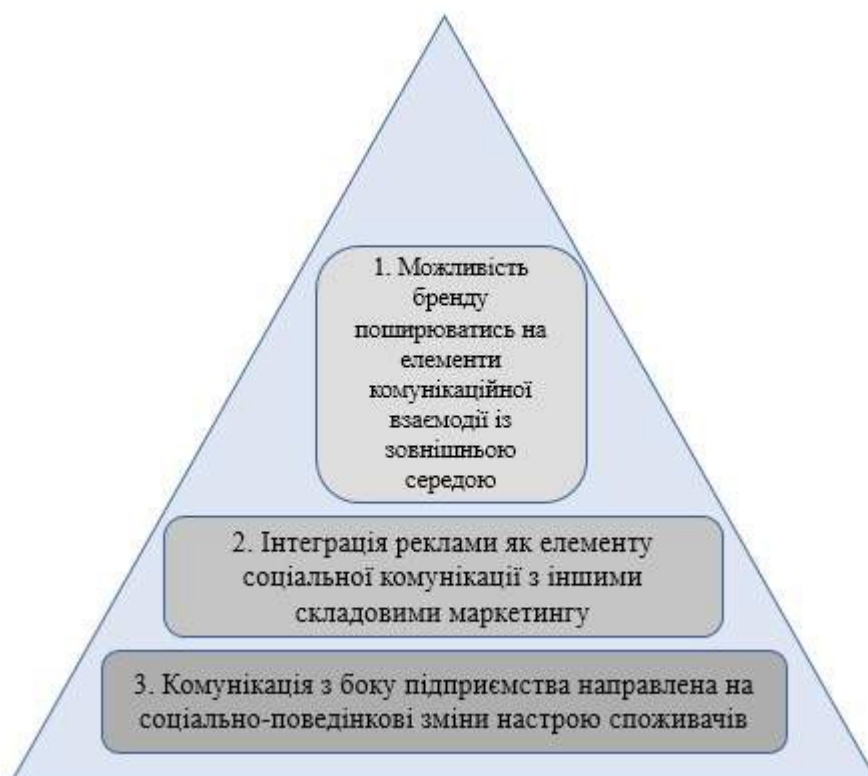 1. Можливість
бренду
поширюватись на
елементи
комунікаційної
взаємодії із
зовнішньою
середою
2. Інтеграція реклами як елементу
соціальної комунікації з іншими
складовими маркетингу
3. Комунікація з боку підприємства направлена на
соціально-поведінкові зміни настрою споживачів